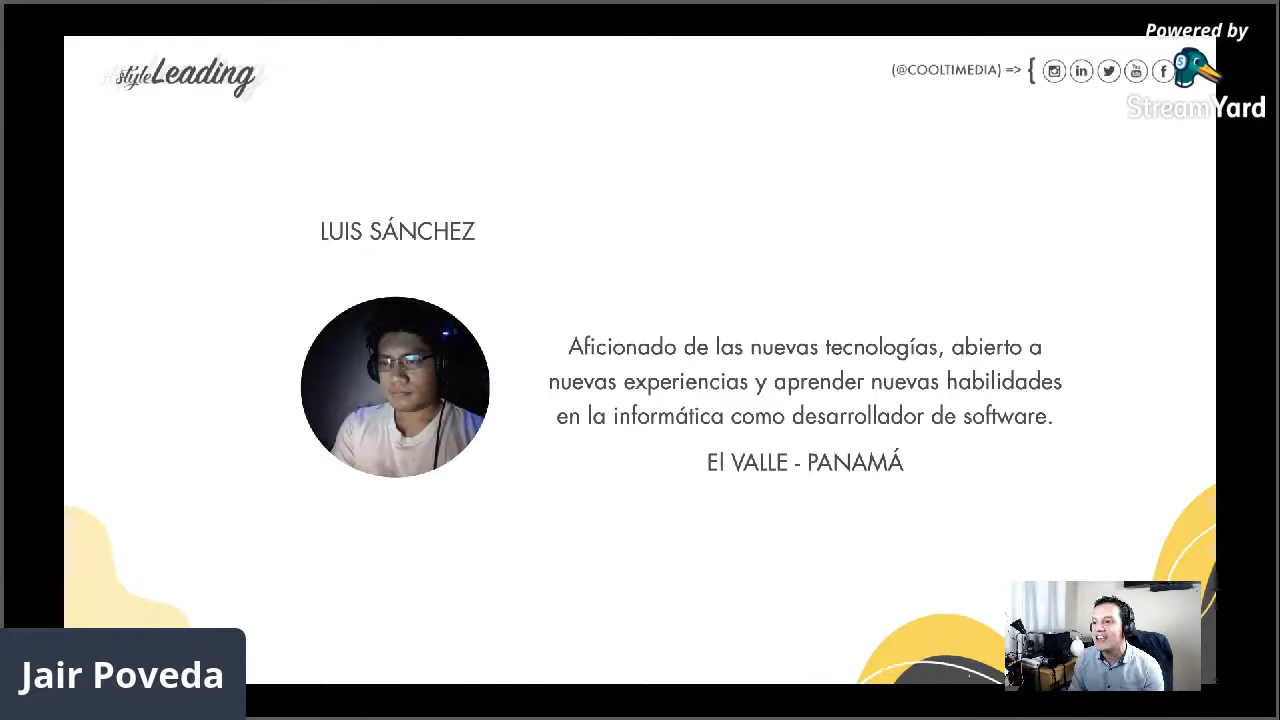 Powered by
styleLeading
(@COOLTIMEDIA) => {
StreamYard
LUIS SÁNCHEZ
Aficionado de las nuevas tecnologías, abierto a
nuevas experiencias y aprender nuevas habilidades
en la informática como desarrollador de software.
El VALLE - PANAMÁ
Jair Poveda